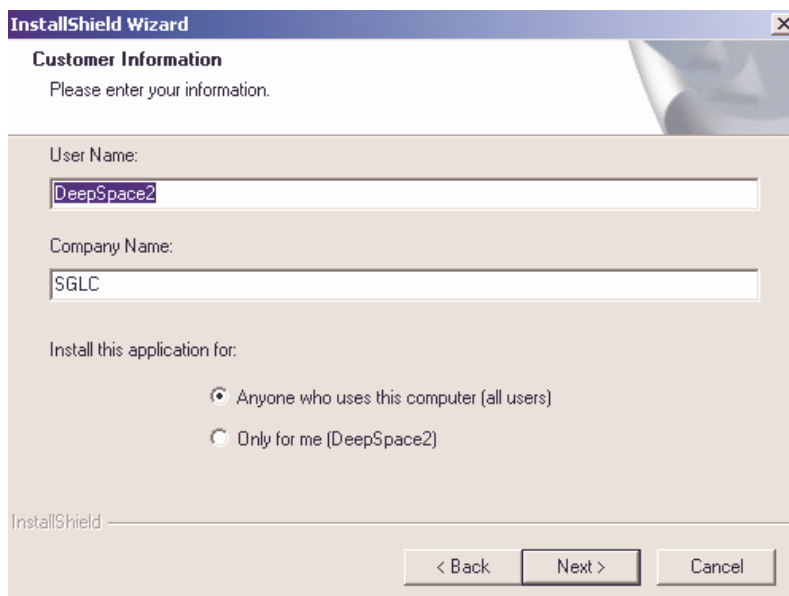 InstallShield Wizard
Customer Information
Please enter your information.
User Name:
DeepSpace2
Company Name:
SGLC
Install this application for:
Anyone who uses this computer (all users)
Only for me (DeepSpace2)
InstallShield
< Back Next > Cancel